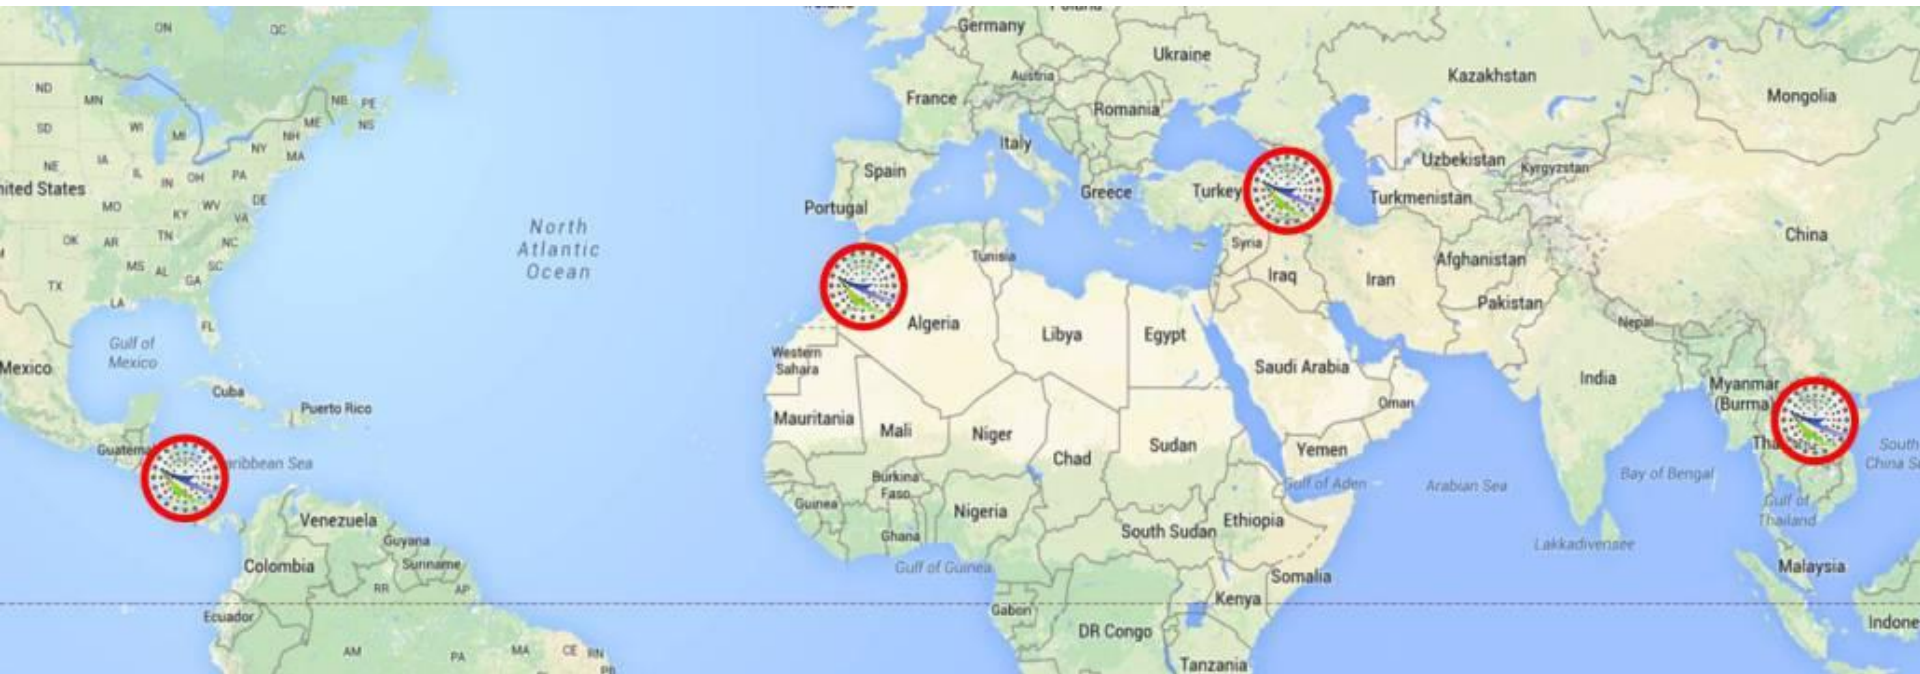 ON
QC
ND
MN
NB
PE
ME
NS
SD
WI
MI
NH
NY
MA
NE
IA
IL
IN
OH
PA
nited States
MO
KY
WV
DE
VA
OK
AR
TN
NC
MS
AL
GA
SC
TX
LA
FL
Gulf of
Mexico
Mexico
Cuba
Puerto Rico
Guatema
aribbean Sea
Venezuela
Guyana
Colombia
Suriname
RR
AP
Ecuador
AM
PA
MA
CE
RN
PB
North
Atlantic
Ocean
Germany
Ukraine
Austria
France
Romania
Italy
Spain
Portugal
Greece
Turkey
Kazakhstan
Mongolia
Uzbekistan
Kyrgyzstan
Turkmenistan
China
Syria
Tunisia
Iraq
Iran
Afghanistan
Pakistan
Nepal
Algeria
Libya
Egypt
Western
Sahara
Saudi Arabia
India
Myanmar
(Burma)
Oman
Mauritania
Mali
Niger
Chad
Sudan
Yemen
Tha
South
China Se
Burkina
Faso
Guinea
Nigeria
Ghana
Gulf of Guinea
South Sudan
Ethiopia
Gulf of Aden
Arabian Sea
Bay of Bengal
Gulf of
Thailand
Lakkadivensee
Malaysia
Somalia
Kenya
Gabon
DR Congo
Tanzania
Indone